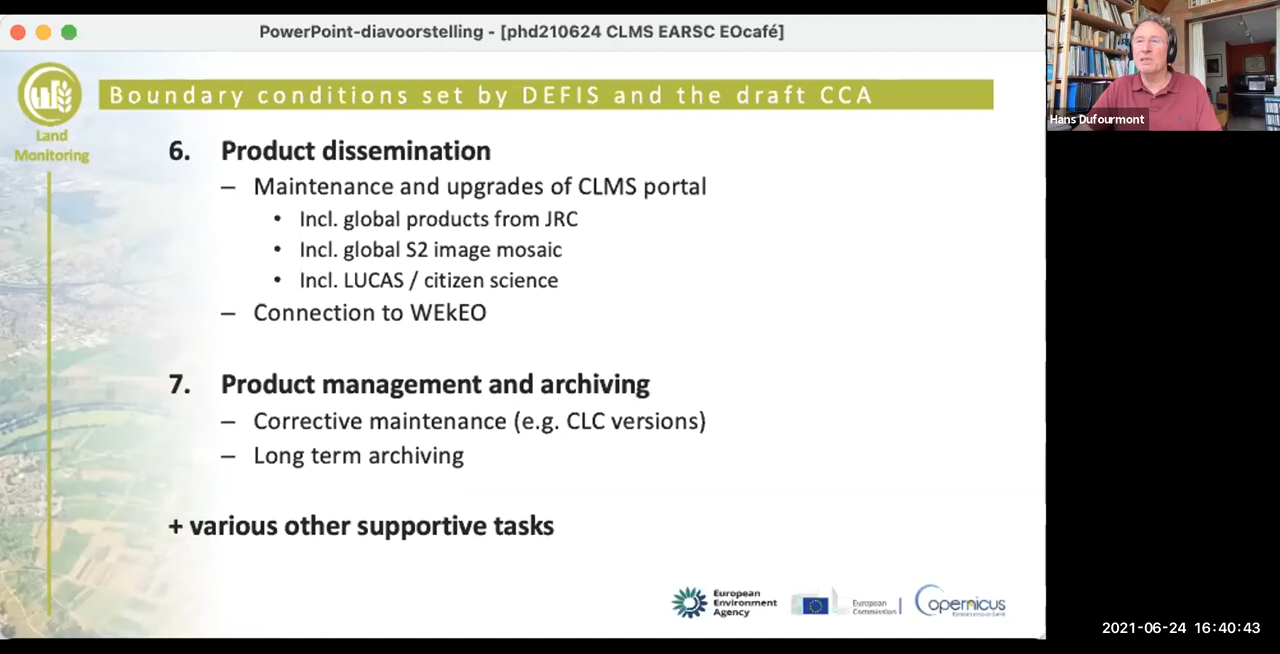 PowerPoint-diavoorstelling - [phd210624 CLMS EARSC EOcafé]
Land
Monitoring
Boundary conditions set by DEFIS and the draft CCA
6. Product dissemination
– Maintenance and upgrades of CLMS portal
• Incl. global products from JRC
• Incl. global S2 image mosaic
• Incl. LUCAS / citizen science
– Connection to WEkEO
7. Product management and archiving
– Corrective maintenance (e.g. CLC versions)
– Long term archiving
+ various other supportive tasks
European
Environment
Agency
European
Commission
Copernicus
Hans Dufourmont
2021-06-24 16:40:43